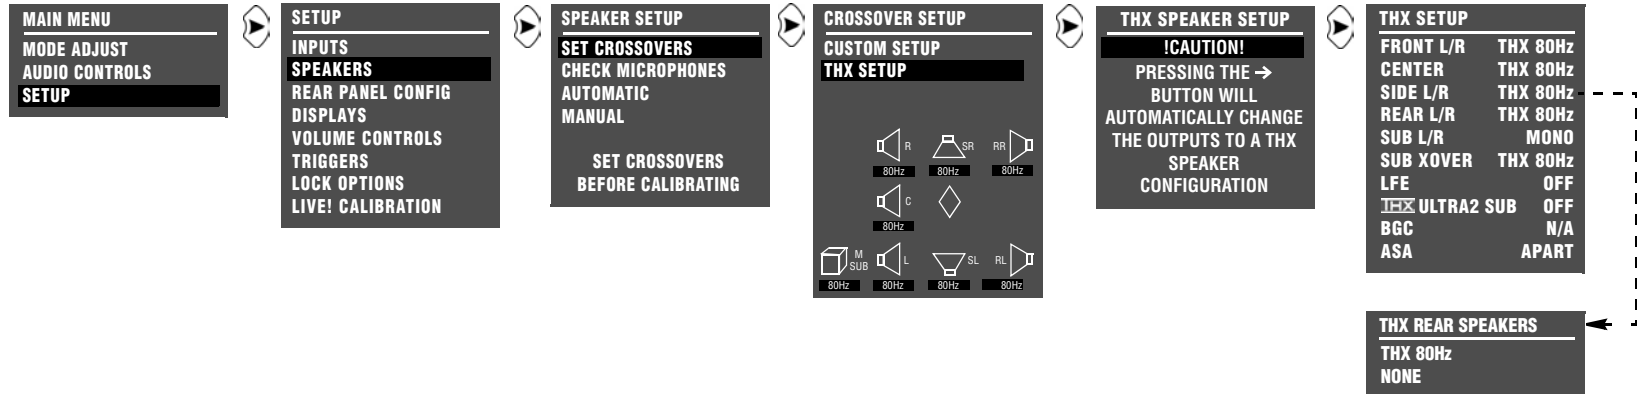 MAIN MENU
MODE ADJUST
AUDIO CONTROLS
SETUP
SETUP
INPUTS
SPEAKERS
REAR PANEL CONFIG
DISPLAYS
VOLUME CONTROLS
TRIGGERS
LOCK OPTIONS
LIVE! CALIBRATION
SPEAKER SETUP
SET CROSSOVERS
CHECK MICROPHONES
AUTOMATIC
MANUAL
SET CROSSOVERS
BEFORE CALIBRATING
CROSSOVER SETUP
CUSTOM SETUP
THX SETUP
R SR RR
80Hz 80Hz 80Hz
C
80Hz
M
SUB L SL RL
80Hz 80Hz 80Hz 80Hz
THX SPEAKER SETUP
!CAUTION!
PRESSING THE →
BUTTON WILL
AUTOMATICALLY CHANGE
THE OUTPUTS TO A THX
SPEAKER
CONFIGURATION
THX SETUP
FRONT L/R THX 80Hz
CENTER THX 80Hz
SIDE L/R THX 80Hz
REAR L/R THX 80Hz
SUB L/R MONO
SUB XOVER THX 80Hz
LFE OFF
THX ULTRA2 SUB OFF
BGC N/A
ASA APART
THX REAR SPEAKERS
THX 80Hz
NONE